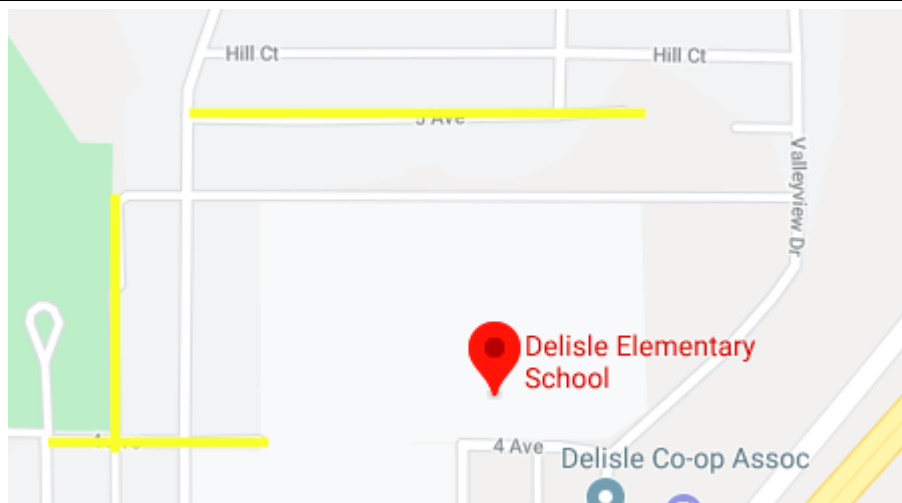 Hill Ct
Hill Ct
Valleyview Dr
Delisle Elementary
School
4 Ave
Delisle Co-op Assoc